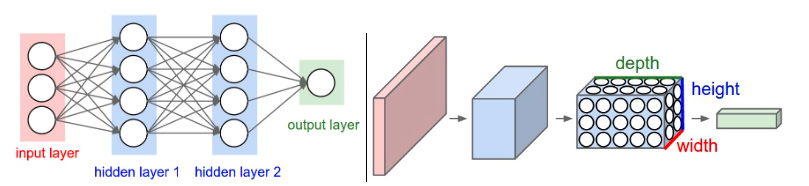 input layer
hidden layer 1
hidden layer 2
output layer
depth
height
width